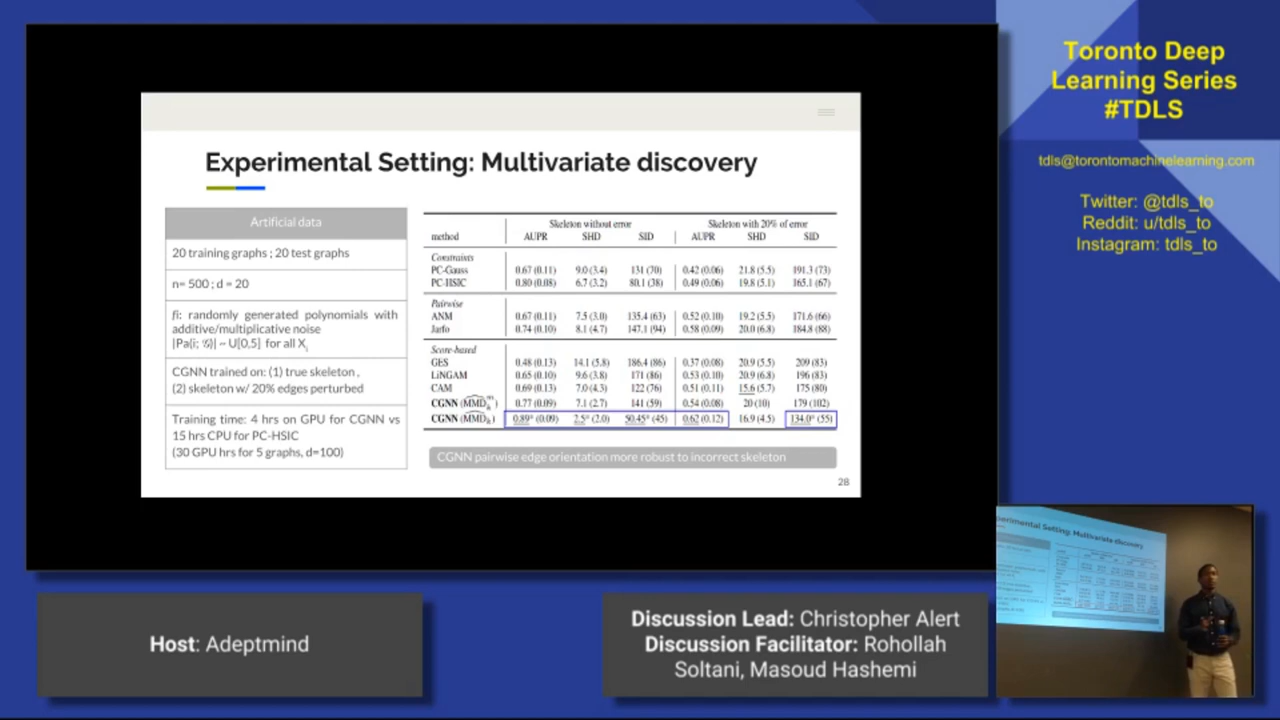 Experimental Setting: Multivariate discovery
Artificial data
20 training graphs ; 20 test graphs
n= 500 ; d = 20
fi: randomly generated polynomials with
additive/multiplicative noise
|Pa(i; 𝒢)| ~ U[0,5] for all Xi
CGNN trained on: (1) true skeleton ,
(2) skeleton w/ 20% edges perturbed
Training time: 4 hrs on GPU for CGNN vs
15 hrs CPU for PC-HSIC
(30 GPU hrs for 5 graphs, d=100)
Skeleton without error Skeleton with 20% of error
method AUPR SHD SID AUPR SHD SID
Constraints
PC-Gauss 0.67 (0.11) 9.0 (3.4) 131 (70) 0.42 (0.06) 21.8 (5.5) 191.3 (73)
PC-HSIC 0.80 (0.08) 6.7 (3.2) 80.1 (38) 0.49 (0.06) 19.8 (5.1) 165.1 (67)
Pairwise
ANM 0.67 (0.11) 7.5 (3.0) 135.4 (63) 0.52 (0.10) 19.2 (5.5) 171.6 (66)
Jarfo 0.74 (0.10) 8.1 (4.7) 147.1 (94) 0.58 (0.09) 20.0 (6.8) 184.8 (88)
Score-based
GES 0.48 (0.13) 14.1 (5.8) 186.4 (86) 0.37 (0.08) 20.9 (5.5) 209 (83)
LiNGAM 0.65 (0.10) 9.6 (3.8) 171 (86) 0.53 (0.10) 20.9 (6.8) 196 (83)
CAM 0.69 (0.13) 7.0 (4.3) 122 (76) 0.51 (0.11) 15.6 (5.7) 175 (80)
CGNN (MMD) 0.77 (0.09) 7.1 (2.7) 141 (59) 0.54 (0.08) 20 (10) 179 (102)
CGNN (MMDk) 0.89* (0.09) 2.5* (2.0) 50.45* (45) 0.62 (0.12) 16.9 (4.5) 134.0* (55)
CGNN pairwise edge orientation more robust to incorrect skeleton
28
Toronto Deep
Learning Series
#TDLS
tdls@torontomachinelearning.com
Twitter: @tdls_to
Reddit: u/tdls_to
Instagram: tdls_to
Host: Adeptmind
Discussion Lead: Christopher Alert
Discussion Facilitator: Rohollah
Soltani, Masoud Hashemi